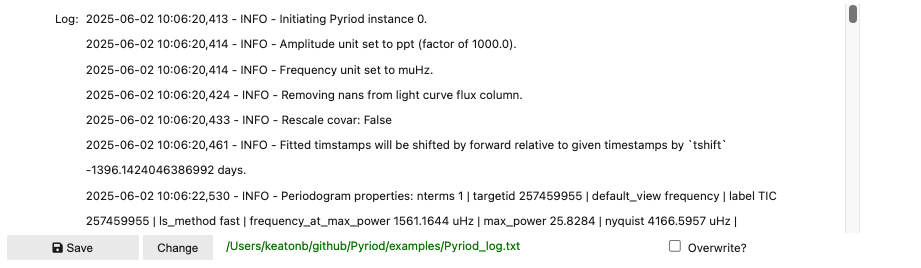 Log: 2025-06-02 10:06:20,413 - INFO - Initiating Pyriod instance 0.
2025-06-02 10:06:20,414 - INFO - Amplitude unit set to ppt (factor of 1000.0).
2025-06-02 10:06:20,414 - INFO - Frequency unit set to muHz.
2025-06-02 10:06:20,424 - INFO - Removing nans from light curve flux column.
2025-06-02 10:06:20,433 - INFO - Rescale covar: False
2025-06-02 10:06:20,461 - INFO - Fitted timstamps will be shifted by forward relative to given timestamps by `tshift`
-1396.1424046386992 days.
2025-06-02 10:06:22,530 - INFO - Periodogram properties: nterms 1 | targetid 257459955 | default_view frequency | label TIC
257459955 | ls_method fast | frequency_at_max_power 1561.1644 uHz | max_power 25.8284 | nyquist 4166.5957 uHz |
Save Change /Users/keatonb/github/Pyriod/examples/Pyriod_log.txt Overwrite?